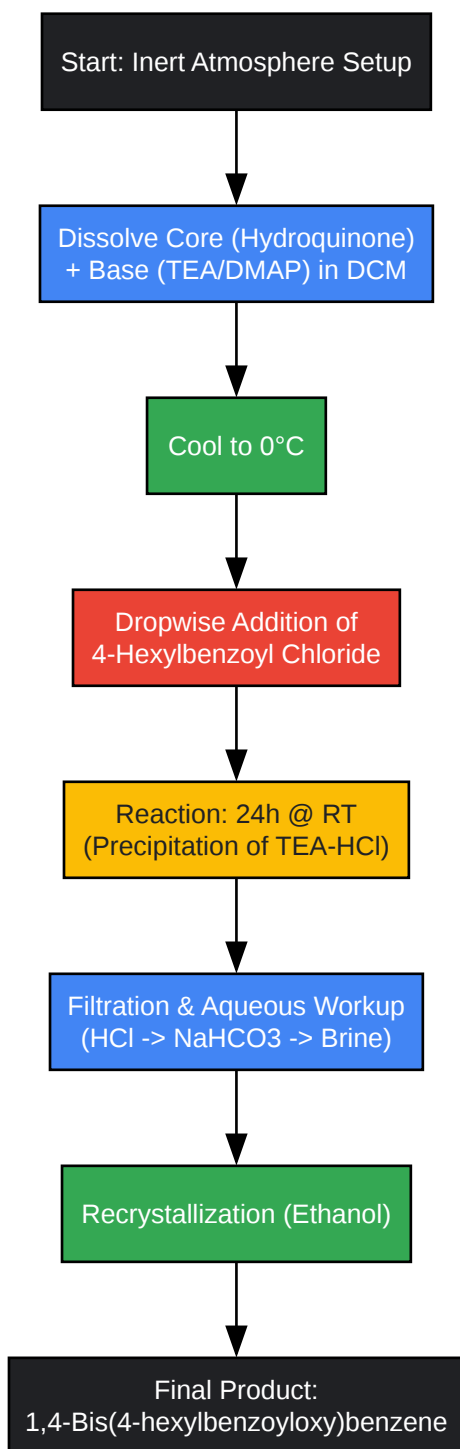 Start: Inert Atmosphere Setup
Dissolve Core (Hydroquinone)
+ Base (TEA/DMAP) in DCM
Cool to 0°C
Dropwise Addition of
4-Hexylbenzoyl Chloride
Reaction: 24h @ RT
(Precipitation of TEA-HCl)
Filtration & Aqueous Workup
(HCl -> NaHCO3 -> Brine)
Recrystallization (Ethanol)
Final Product:
1,4-Bis(4-hexylbenzoyloxy)benzene